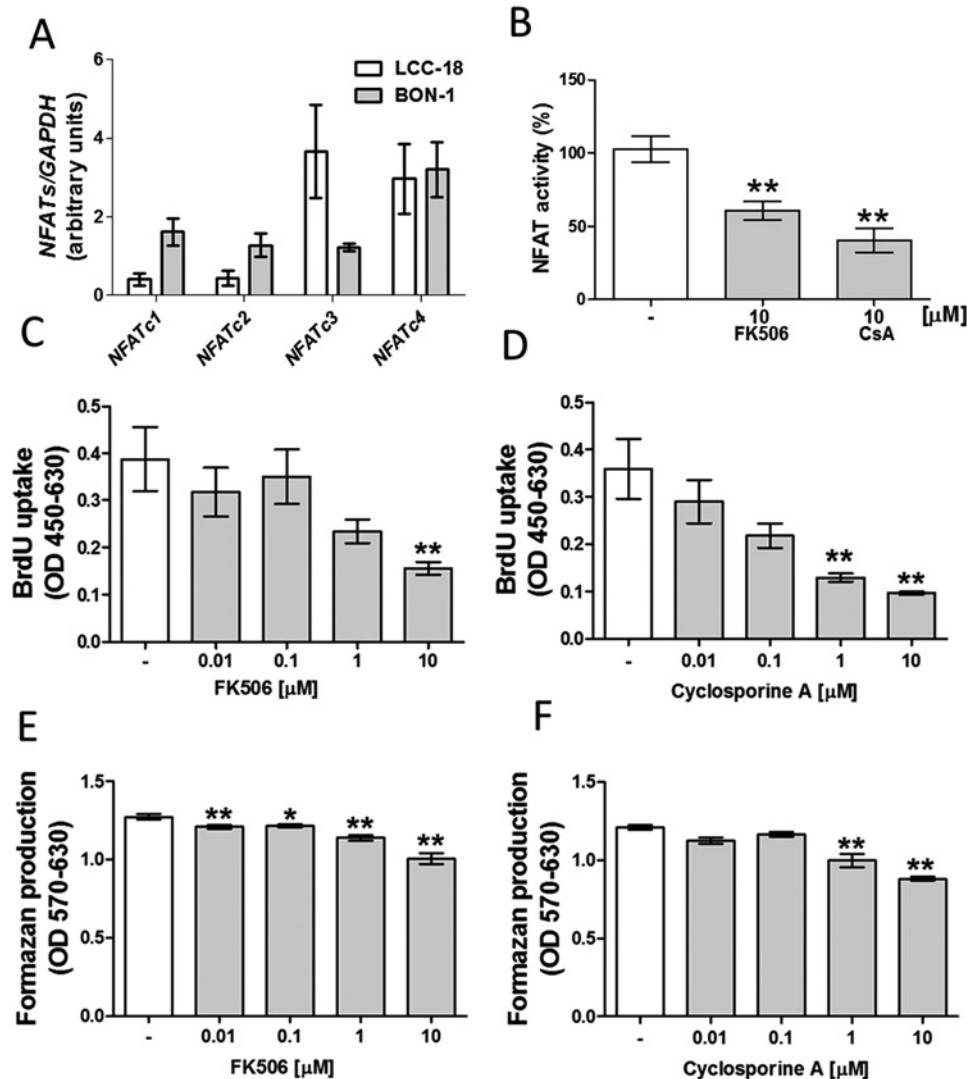 A
6
4
2
0
NFATs/GAPDH
(arbitrary units)
LCC-18
BON-1
NFATc1
NFATc2
NFATc3
NFATc4
B
150
100
50
0
NFAT activity (%)
**
**
-
10
FK506
10
CsA
[µM]
C
0.5
0.4
0.3
0.2
0.1
0.0
BrdU uptake
(OD 450-630)
**
-
0.01
0.1
1
10
FK506 [µM]
D
0.5
0.4
0.3
0.2
0.1
0.0
BrdU uptake
(OD 450-630)
**
**
-
0.01
0.1
1
10
Cyclosporine A [µM]
E
1.5
1.0
0.5
0.0
Formazan production
(OD 570-630)
**
*
**
**
-
0.01
0.1
1
10
FK506 [µM]
F
1.5
1.0
0.5
0.0
Formazan production
(OD 570-630)
**
**
-
0.01
0.1
1
10
Cyclosporine A [µM]